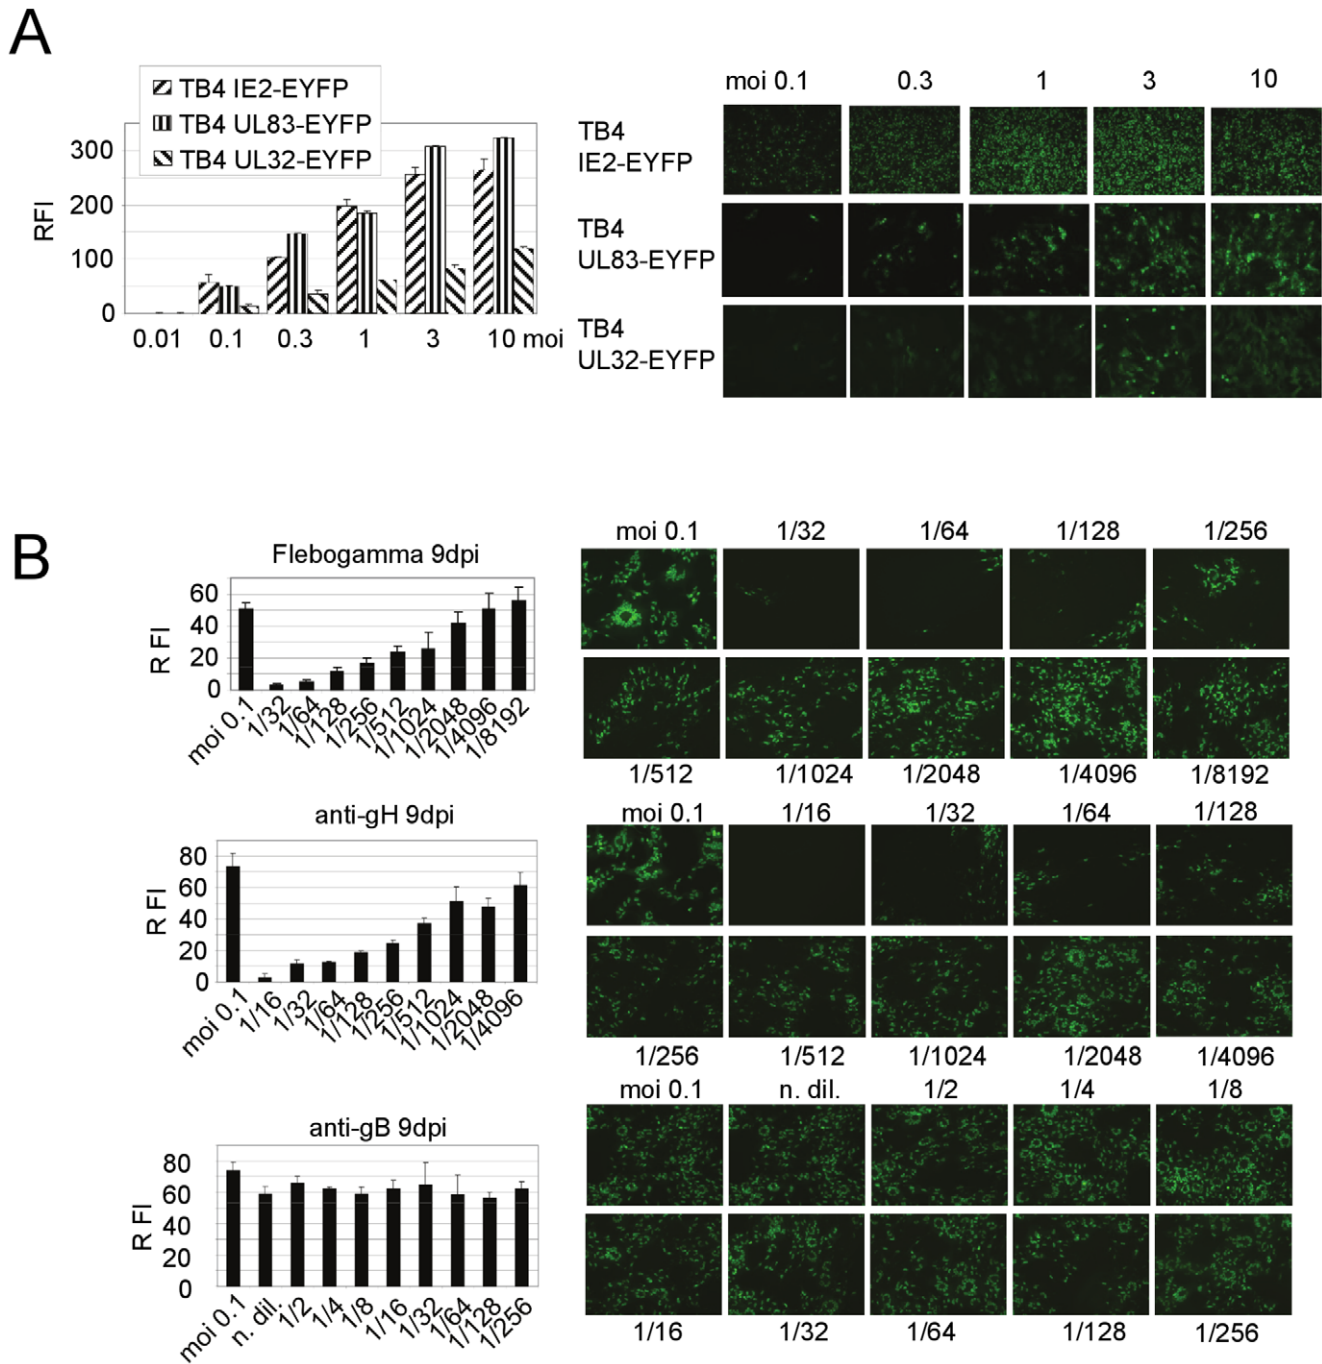 A
TB4 IE2-EYFP
TB4 UL83-EYFP
TB4 UL32-EYFP
RFI
300
200
100
0
0.01 0.1 0.3 1 3 10 moi
moi 0.1 0.3 1 3 10
TB4
IE2-EYFP
TB4
UL83-EYFP
TB4
UL32-EYFP
B
Flebogamma 9dpi
R FI
60
40
20
0
moi 0.1 1/32 1/64 1/128 1/256 1/512 1/1024 1/2048 1/4096 1/8192
moi 0.1 1/32 1/64 1/128 1/256
1/512 1/1024 1/2048 1/4096 1/8192
anti-gH 9dpi
R FI
80
60
40
20
0
moi 0.1 1/16 1/32 1/64 1/128 1/256 1/512 1/1024 1/2048 1/4096
moi 0.1 1/16 1/32 1/64 1/128
1/256 1/512 1/1024 1/2048 1/4096
anti-gB 9dpi
R FI
80
60
40
20
0
moi 0.1 n. dil. 1/2 1/4 1/8 1/16 1/32 1/64 1/128 1/256
moi 0.1 n. dil. 1/2 1/4 1/8
1/16 1/32 1/64 1/128 1/256